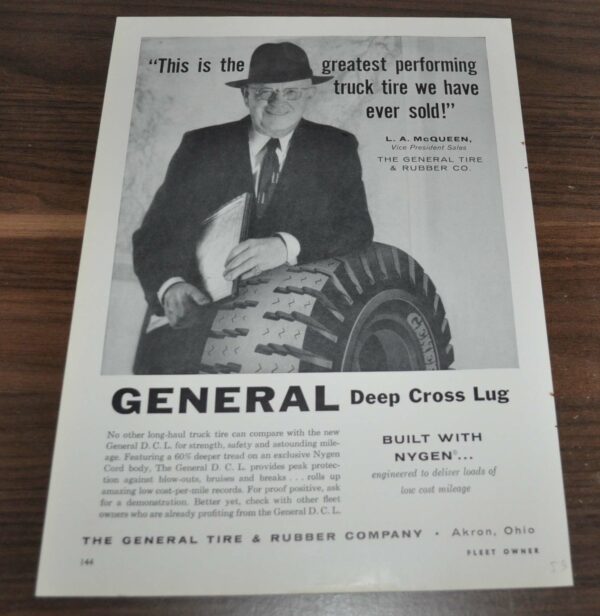 "This is the greatest performing
truck tire we have
ever sold!"
L. A. McQUEEN,
Vice President Sales
THE GENERAL TIRE
& RUBBER CO.
GENERAL
GENERAL Deep Cross Lug
No other long-haul truck tire can compare with the new
General D. C. L. for strength, safety and astounding mile-
age. Featuring a 60% deeper tread on an exclusive Nygen
Cord body, The General D. C. L. provides peak protec-
tion against blow-outs, bruises and breaks . . . rolls up
amazing low cost-per-mile records. For proof positive, ask
for a demonstration. Better yet, check with other fleet
owners who are already profiting from the General D. C. L.
BUILT WITH
NYGEN®...
engineered to deliver loads of
low cost mileage
THE GENERAL TIRE & RUBBER COMPANY • Akron, Ohio
FLEET OWNER
144